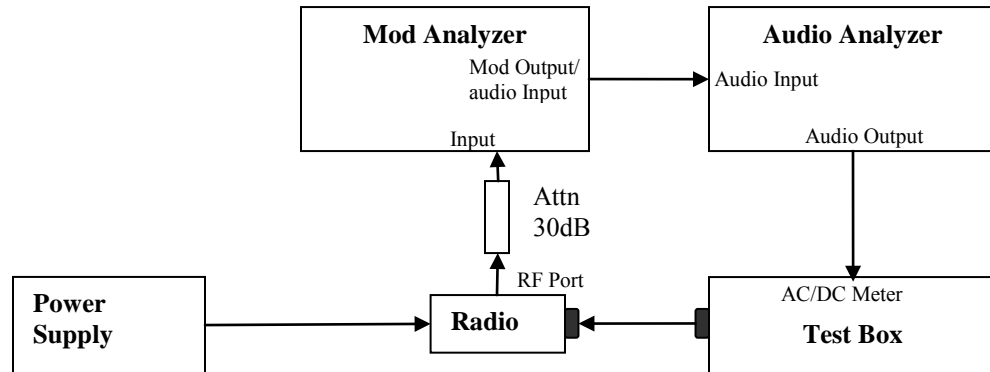 Mod Analyzer
Mod Output/
audio Input
Input
Audio Analyzer
Audio Input
Audio Output
Attn
30dB
RF Port
Power
Supply
Radio
AC/DC Meter
Test Box